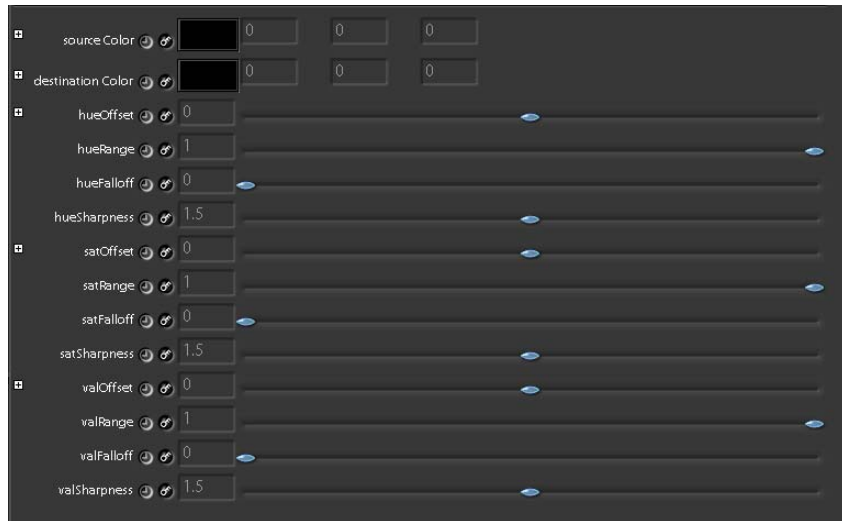 source Color 0 0 0
destination Color 0 0 0
hueOffset 0
hueRange 1
hueFalloff 0
hueSharpness 1.5
satOffset 0
satRange 1
satFalloff 0
satSharpness 1.5
valOffset 0
valRange 1
valFalloff 0
valSharpness 1.5